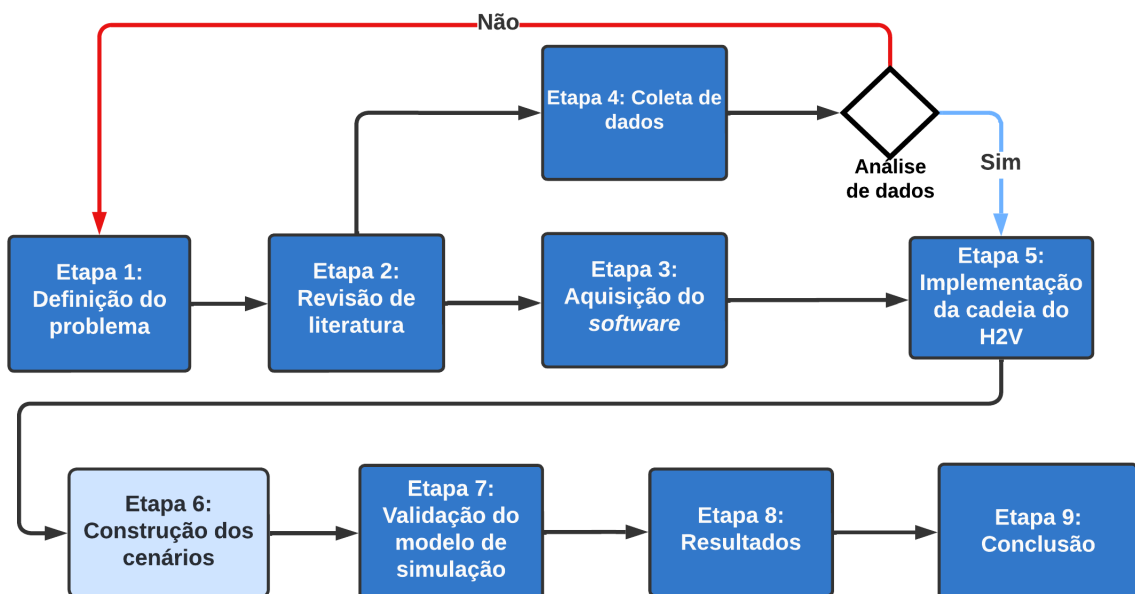 Não
Etapa 4: Coleta de
dados
Análise
de dados
Sim
Etapa 1:
Definição do
problema
Etapa 2:
Revisão de
literatura
Etapa 3:
Aquisição do
software
Etapa 5:
Implementação
da cadeia do
H2V
Etapa 6:
Construção dos
cenários
Etapa 7:
Validação do
modelo de
simulação
Etapa 8:
Resultados
Etapa 9:
Conclusão